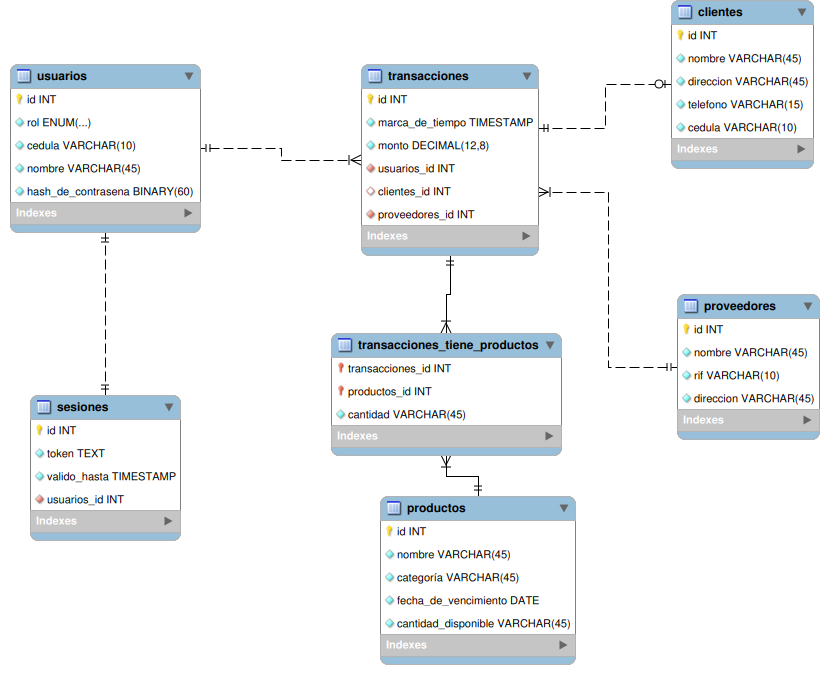 clientes
id INT
nombre VARCHAR(45)
direccion VARCHAR(45)
telefono VARCHAR(15)
cedula VARCHAR(10)
Indexes
usuarios
id INT
rol ENUM(...)
cedula VARCHAR(10)
nombre VARCHAR(45)
hash_de_contrasena BINARY(60)
Indexes
transacciones
id INT
marca_de_tiempo TIMESTAMP
monto DECIMAL(12,8)
usuarios_id INT
clientes_id INT
proveedores_id INT
Indexes
proveedores
id INT
nombre VARCHAR(45)
rif VARCHAR(10)
direccion VARCHAR(45)
Indexes
transacciones_tiene_productos
transacciones_id INT
productos_id INT
cantidad VARCHAR(45)
Indexes
sesiones
id INT
token TEXT
valido_hasta TIMESTAMP
usuarios_id INT
Indexes
productos
id INT
nombre VARCHAR(45)
categoría VARCHAR(45)
fecha_de_vencimiento DATE
cantidad_disponible VARCHAR(45)
Indexes